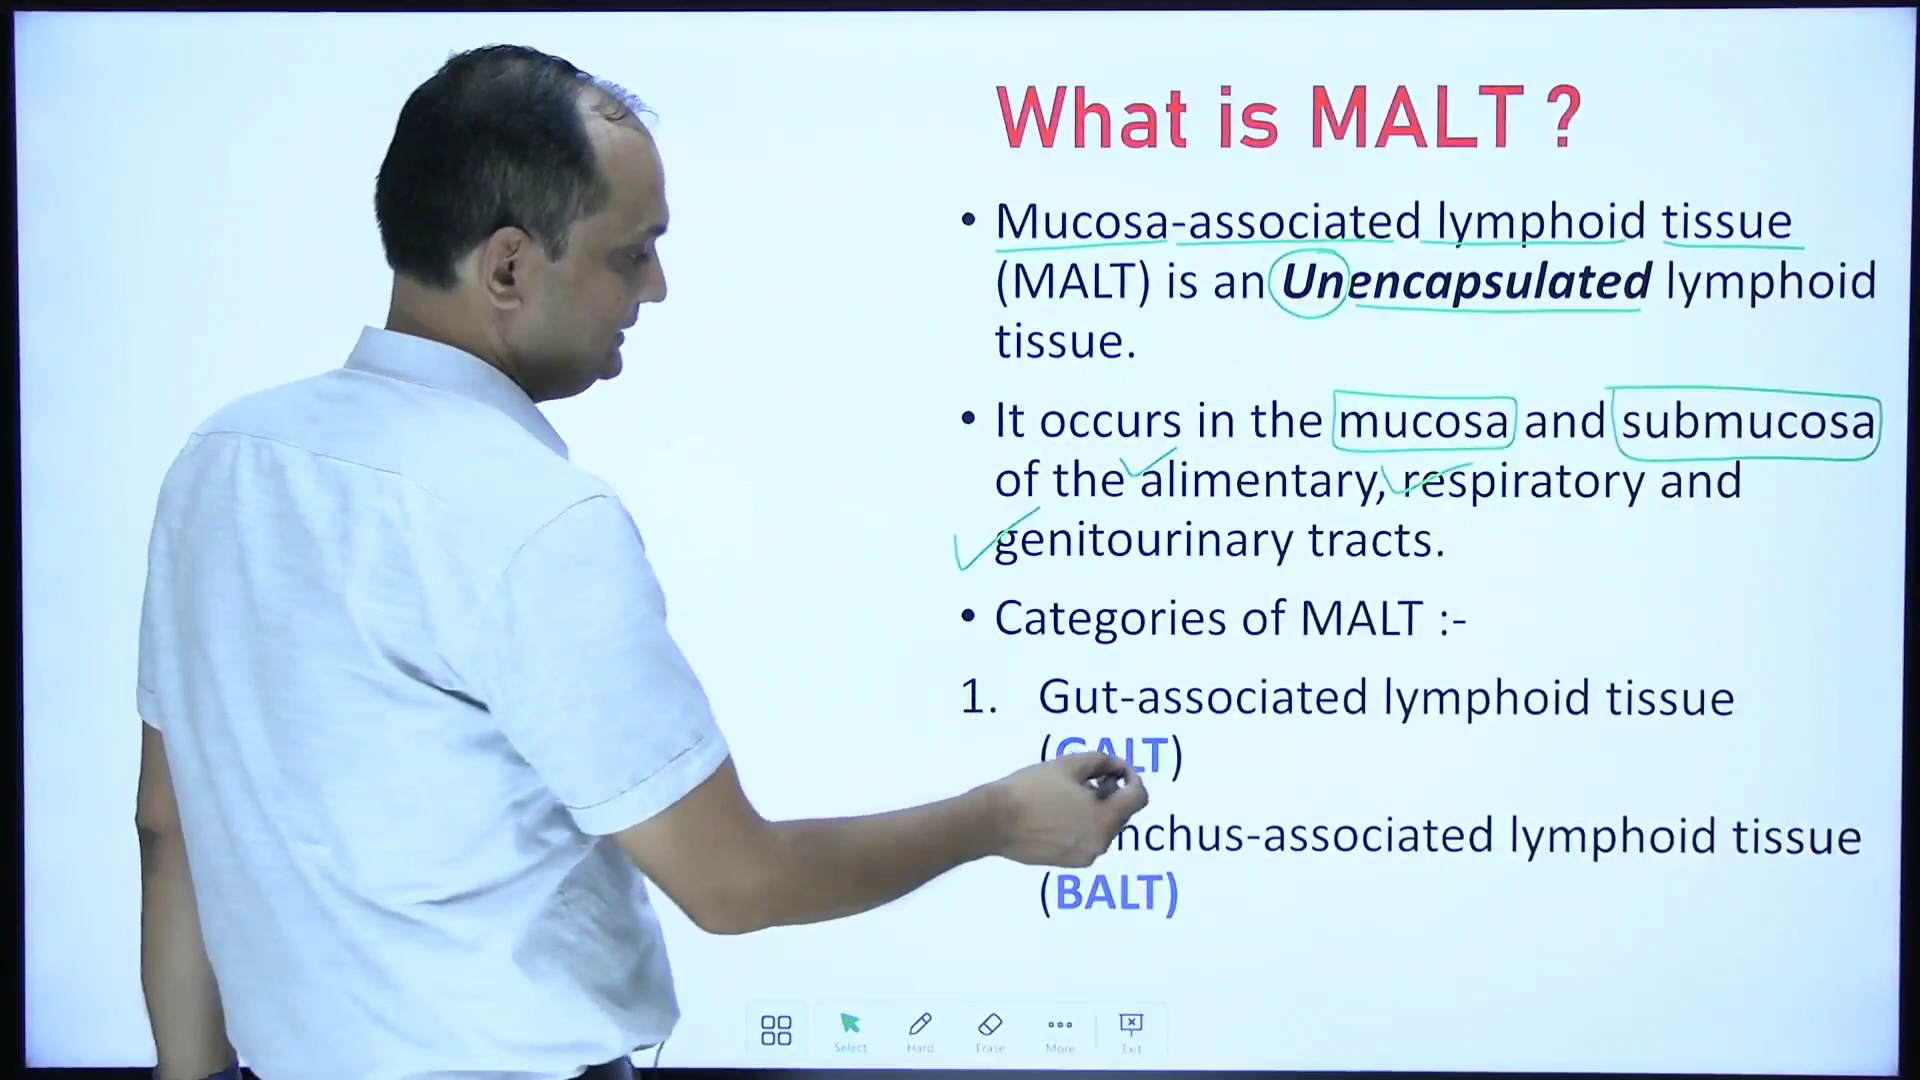 What is MALT ?
• Mucosa-associated lymphoid tissue
(MALT) is an Unencapsulated lymphoid
tissue.
• It occurs in the mucosa and submucosa
of the alimentary, respiratory and
genitourinary tracts.
• Categories of MALT :-
1. Gut-associated lymphoid tissue
(GALT)
nchus-associated lymphoid tissue
(BALT)
Select Hard Erase More Exit